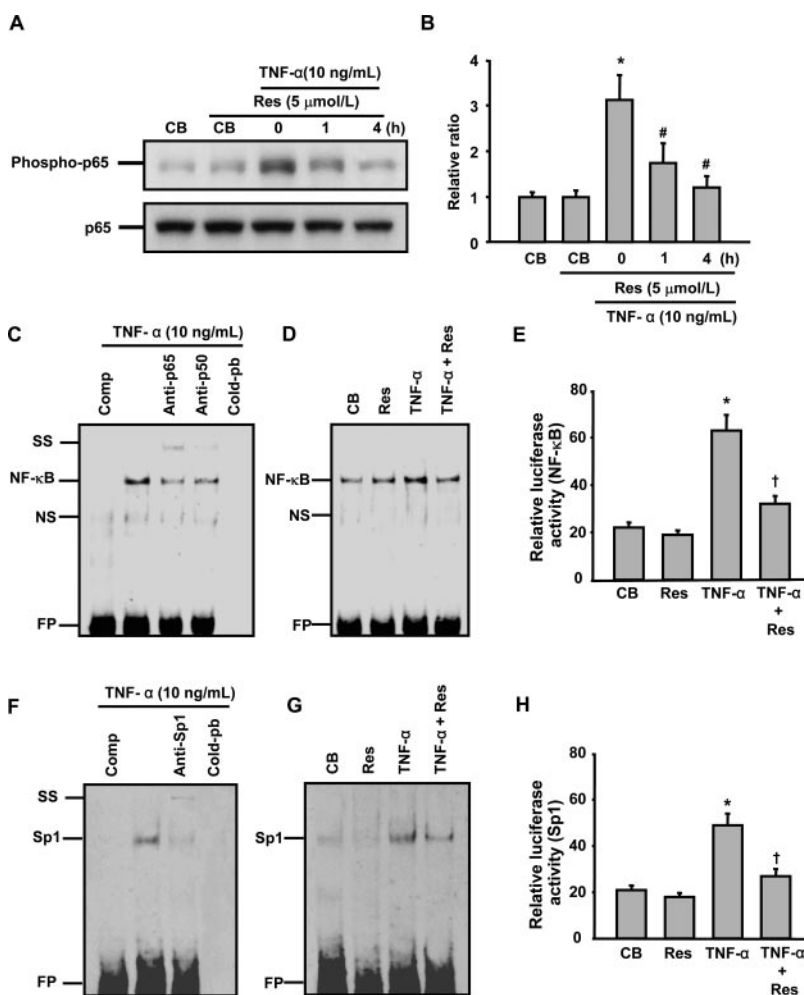 A
TNF-α(10 ng/mL)
Res (5 μmol/L)
CB CB 0 1 4 (h)
Phospho-p65
p65
B
Relative ratio
4
3
2
1
0
*
#
#
CB CB 0 1 4 (h)
Res (5 μmol/L)
TNF- α (10 ng/mL)
C
TNF- α (10 ng/mL)
Comp Anti-p65 Anti-p50 Cold-pb
SS
NF-κB
NS
FP
D
CB Res TNF-α TNF-α + Res
NF-κB
NS
FP
E
Relative luciferase
activity (NF-κB)
80
60
40
20
0
*
†
CB Res TNF-α TNF-α
+
Res
F
TNF- α (10 ng/mL)
Comp Anti-Sp1 Cold-pb
SS
Sp1
FP
G
CB Res TNF-α TNF-α + Res
Sp1
FP
H
Relative luciferase
activity (Sp1)
80
60
40
20
0
*
†
CB Res TNF-α TNF-α
+
Res